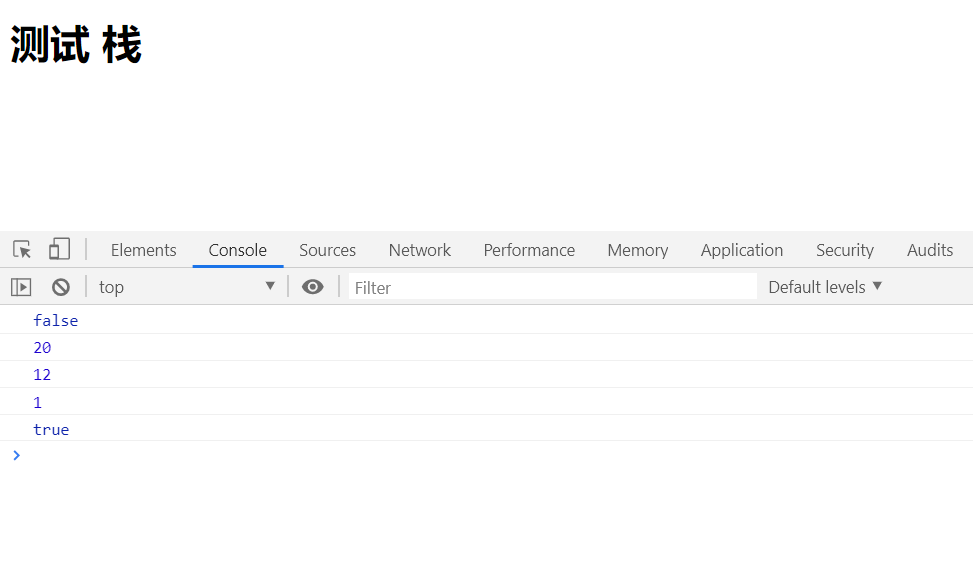 测试 栈
Elements Console Sources Network Performance Memory Application Security Audits
top Filter Default levels
false
20
12
1
true